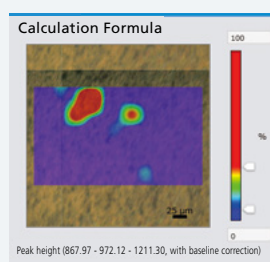 Calculation Formula
100
%
25 µm
0
Peak height (867.97 - 972.12 - 1211.30, with baseline correction)